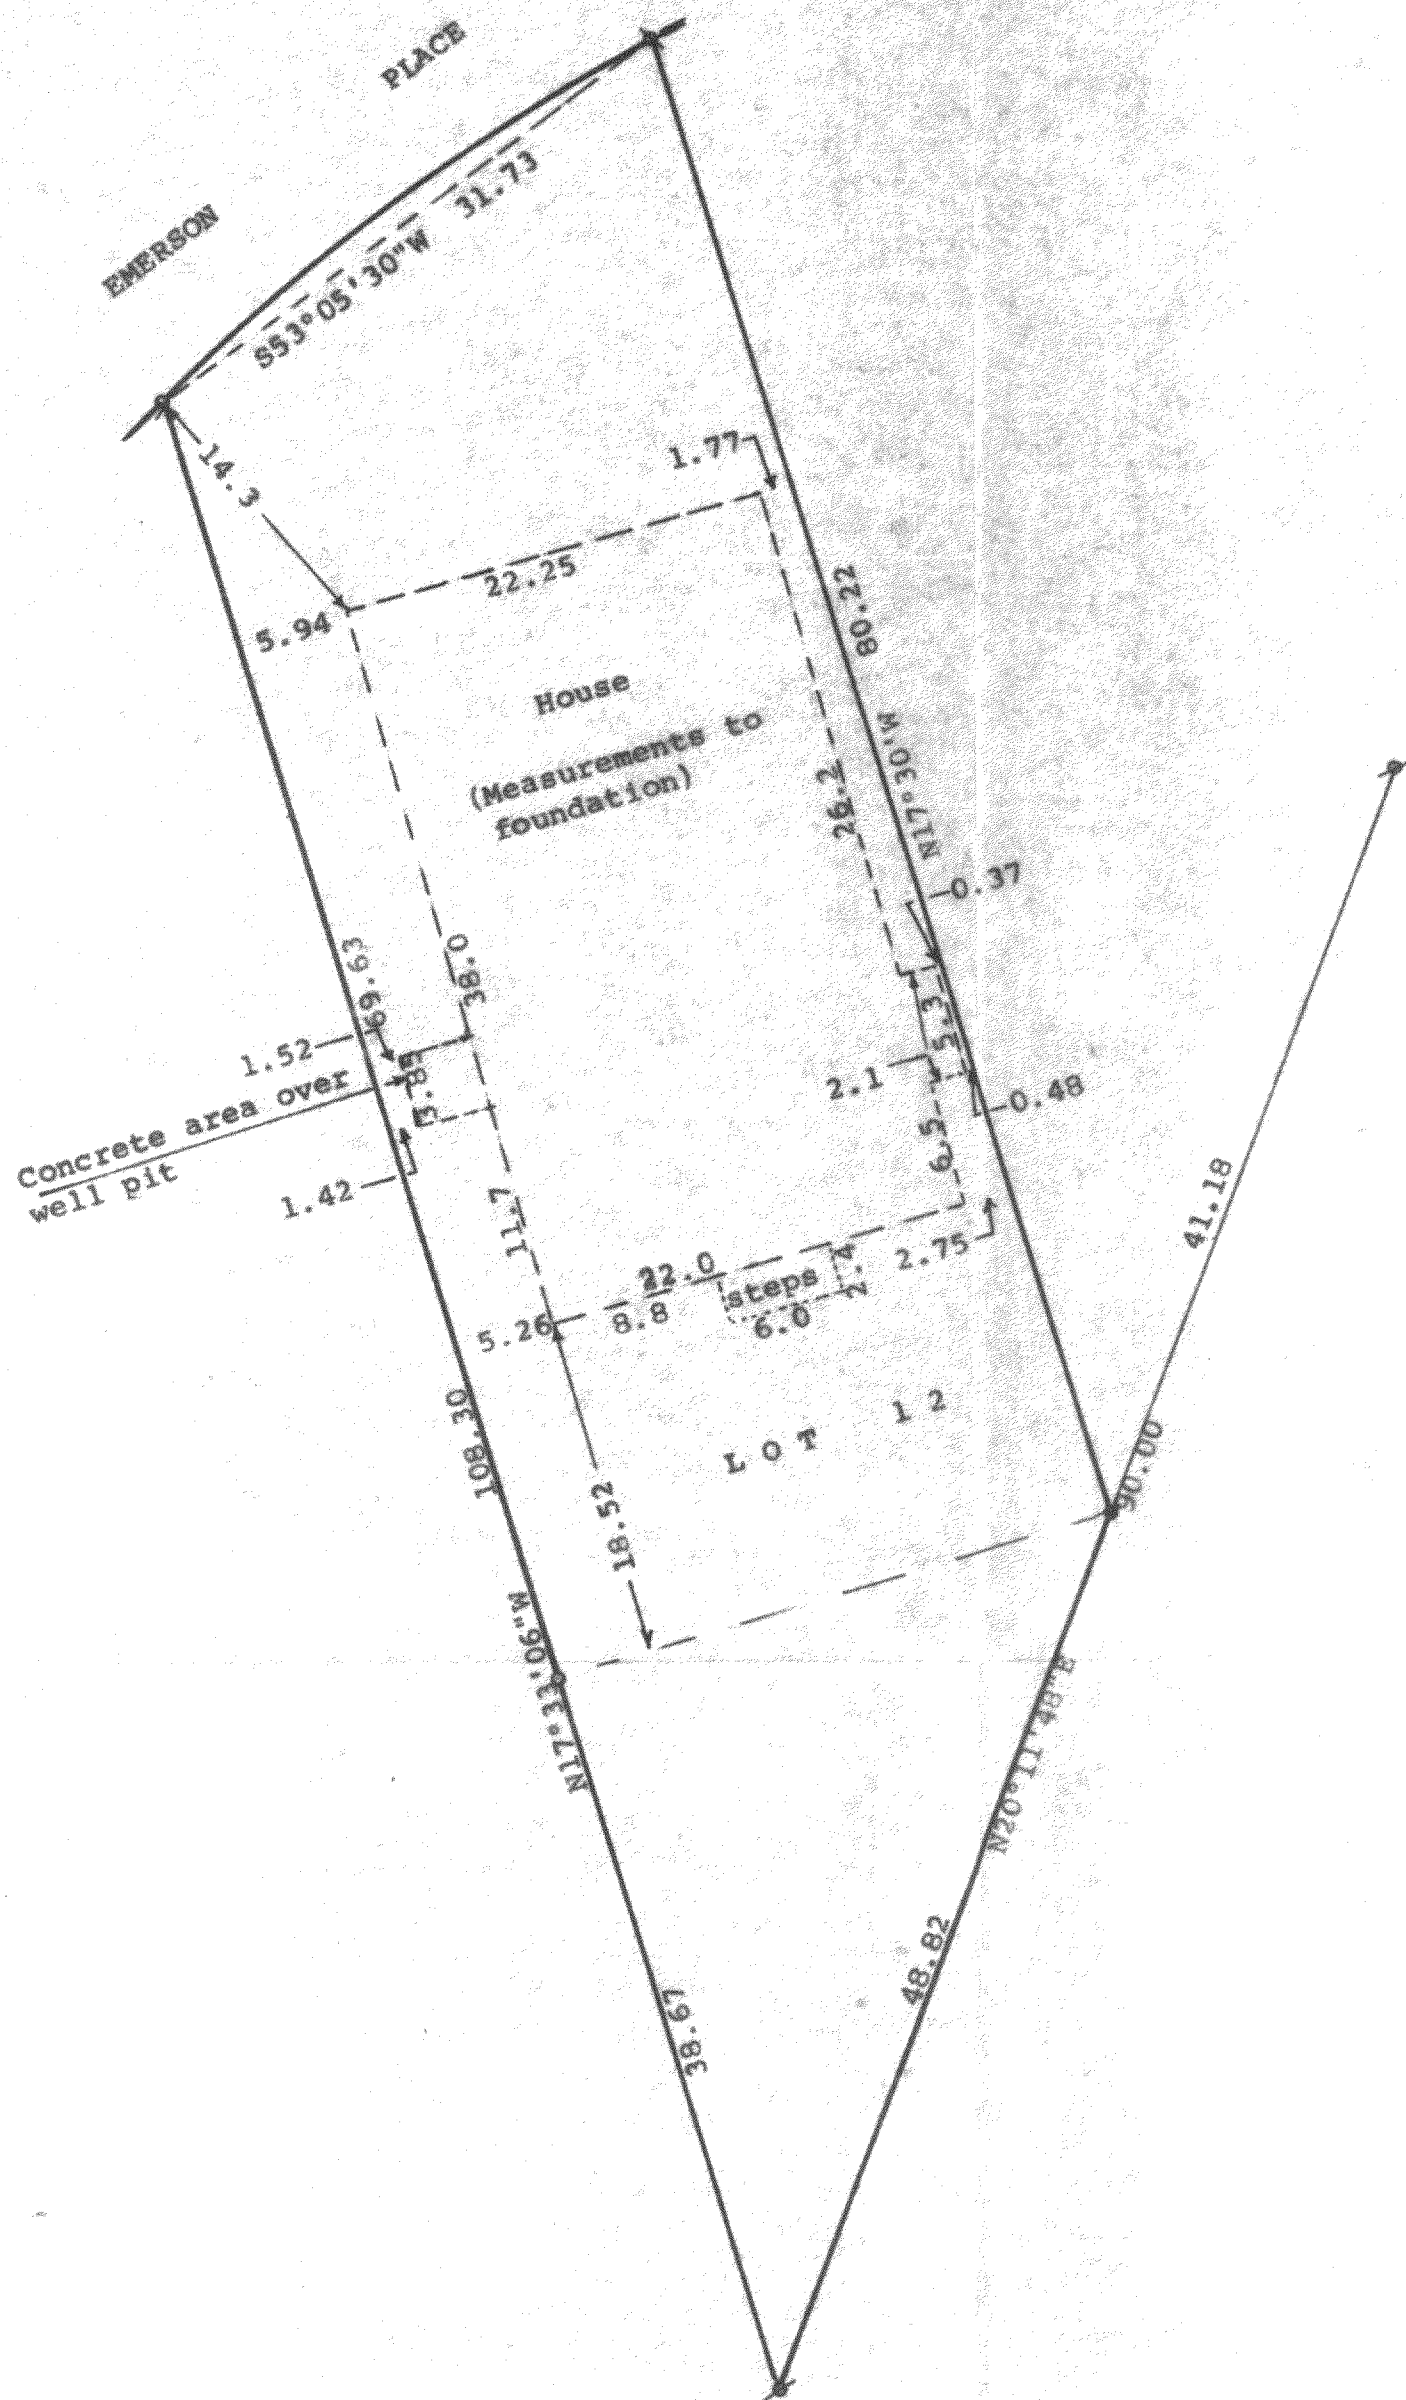 EMERSON PLACE
S53°05'30"W 31.73
14.3
1.77
22.25
5.94
80.22
House
(Measurements to
foundation)
N17°30'W
26.2
0.37
69.63
38.0
1.52
5.3
3.85
2.1
0.48
Concrete area over
well pit
1.42
6.5
11.7
41.18
2.75
22.0
steps
2.4
5.26
8.8
6.0
108.30
LOT 12
90.00
18.52
N17°33'06"W
N20°11'48"E
48.82
38.67